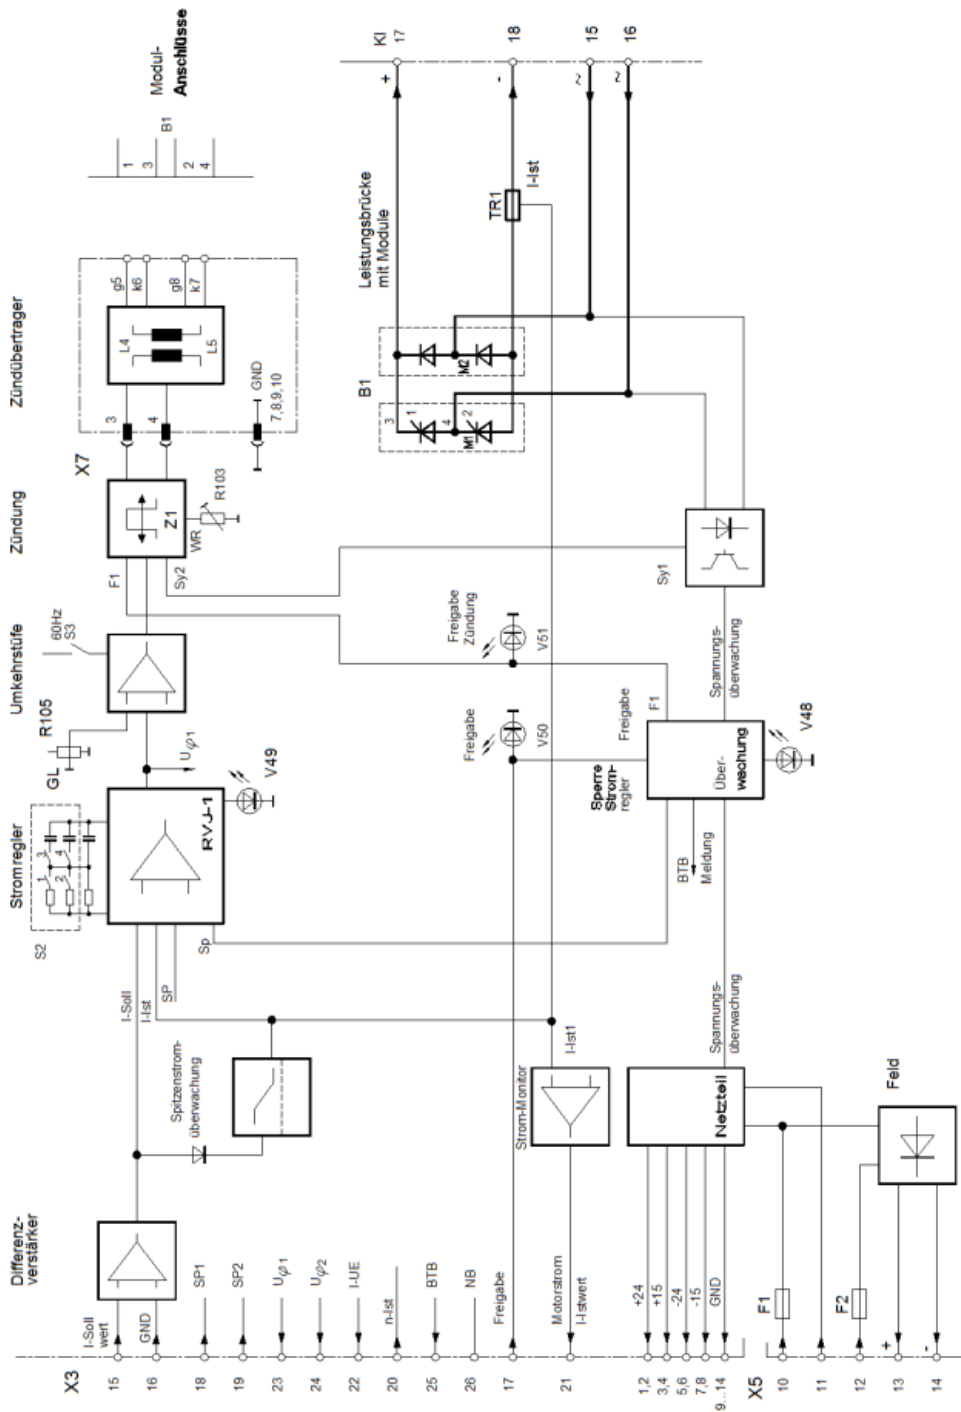 Differenz-
verstärker
Stromregler
Umkehrstüfe
Zündung
Zündübertrager
Modul-
Anschlüsse
X3
15
I-Soll
wert
16
GND
18
SP1
19
SP2
23
Uφ1
24
Uφ2
22
I-UE
20
n-Ist
25
BTB
26
NB
17
Freigabe
21
Motorstrom
I-Istwert
1,2
+24
3,4
+15
5,6
-24
7,8
-15
9...14
GND
X5
10
F1
11
12
F2
13
+
14
-
Feld
Netzteil
Spannungs-
überwachung
Strom-Monitor
I-Ist1
Spitzenstrom-
überwachung
I-Soll
I-Ist
SP
Sp
S2
1
3
2
4
RVJ-1
V49
Uφ1
GL
R105
60Hz
S3
F1
Sy2
Z1
WR
R103
X7
3
4
GND
7,8,9,10
L4
L5
g5
k6
g8
k7
1
3
B1
2
4
BTB
Meldung
Über-
wachung
V48
Sperre
Strom-
regler
Freigabe
F1
Freigabe
V50
Freigabe
Zündung
V51
Spannungs-
überwachung
Sy1
B1
3
1
4
2
M1
M2
Leistungsbrücke
mit Module
TR1
I-Ist
Kl
17
+
18
-
15
~
16
~